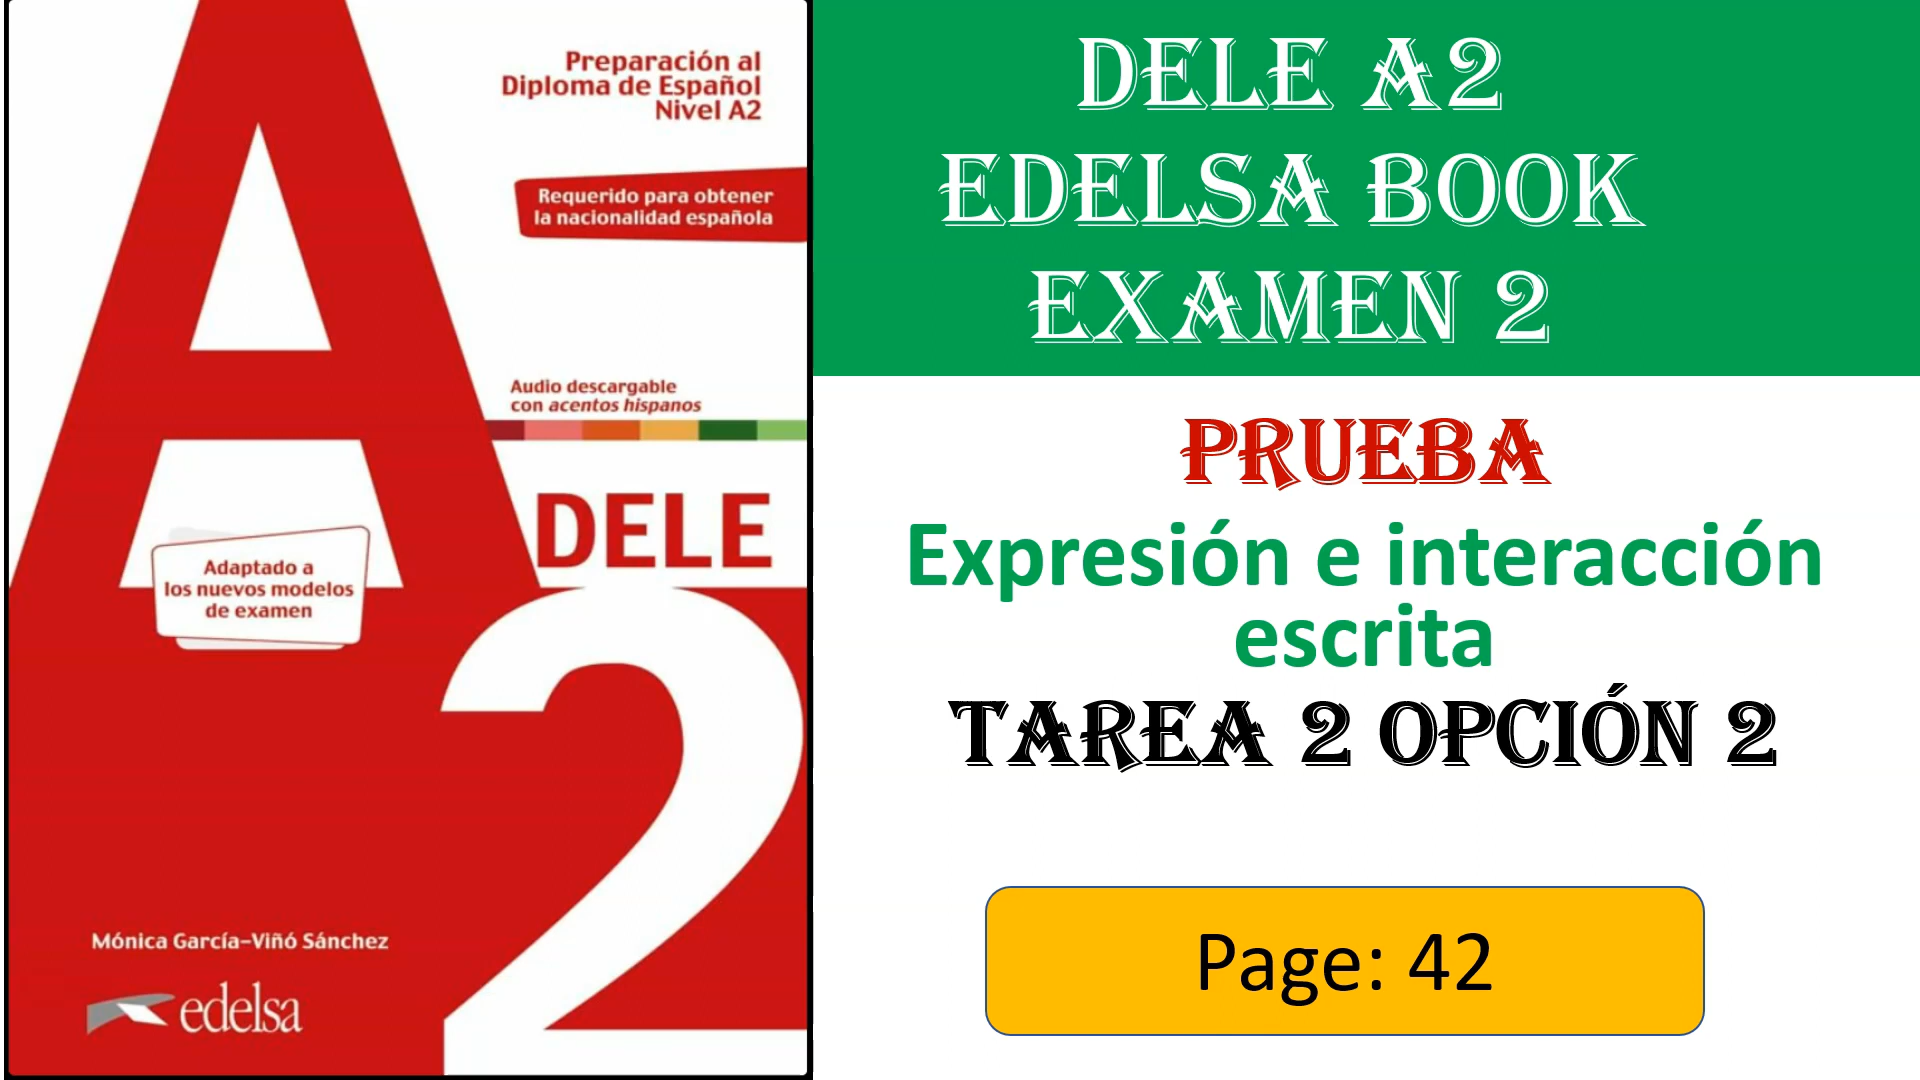 Preparación al
Diploma de Español
Nivel A2
Requerido para obtener
la nacionalidad española
Audio descargable
con acentos hispanos
A
DELE
2
Adaptado a
los nuevos modelos
de examen
Mónica García–Viñó Sánchez
edelsa
DELE A2
EDELSA BOOK
EXAMEN 2
PRUEBA
Expresión e interacción
escrita
TAREA 2 OPCIÓN 2
Page: 42